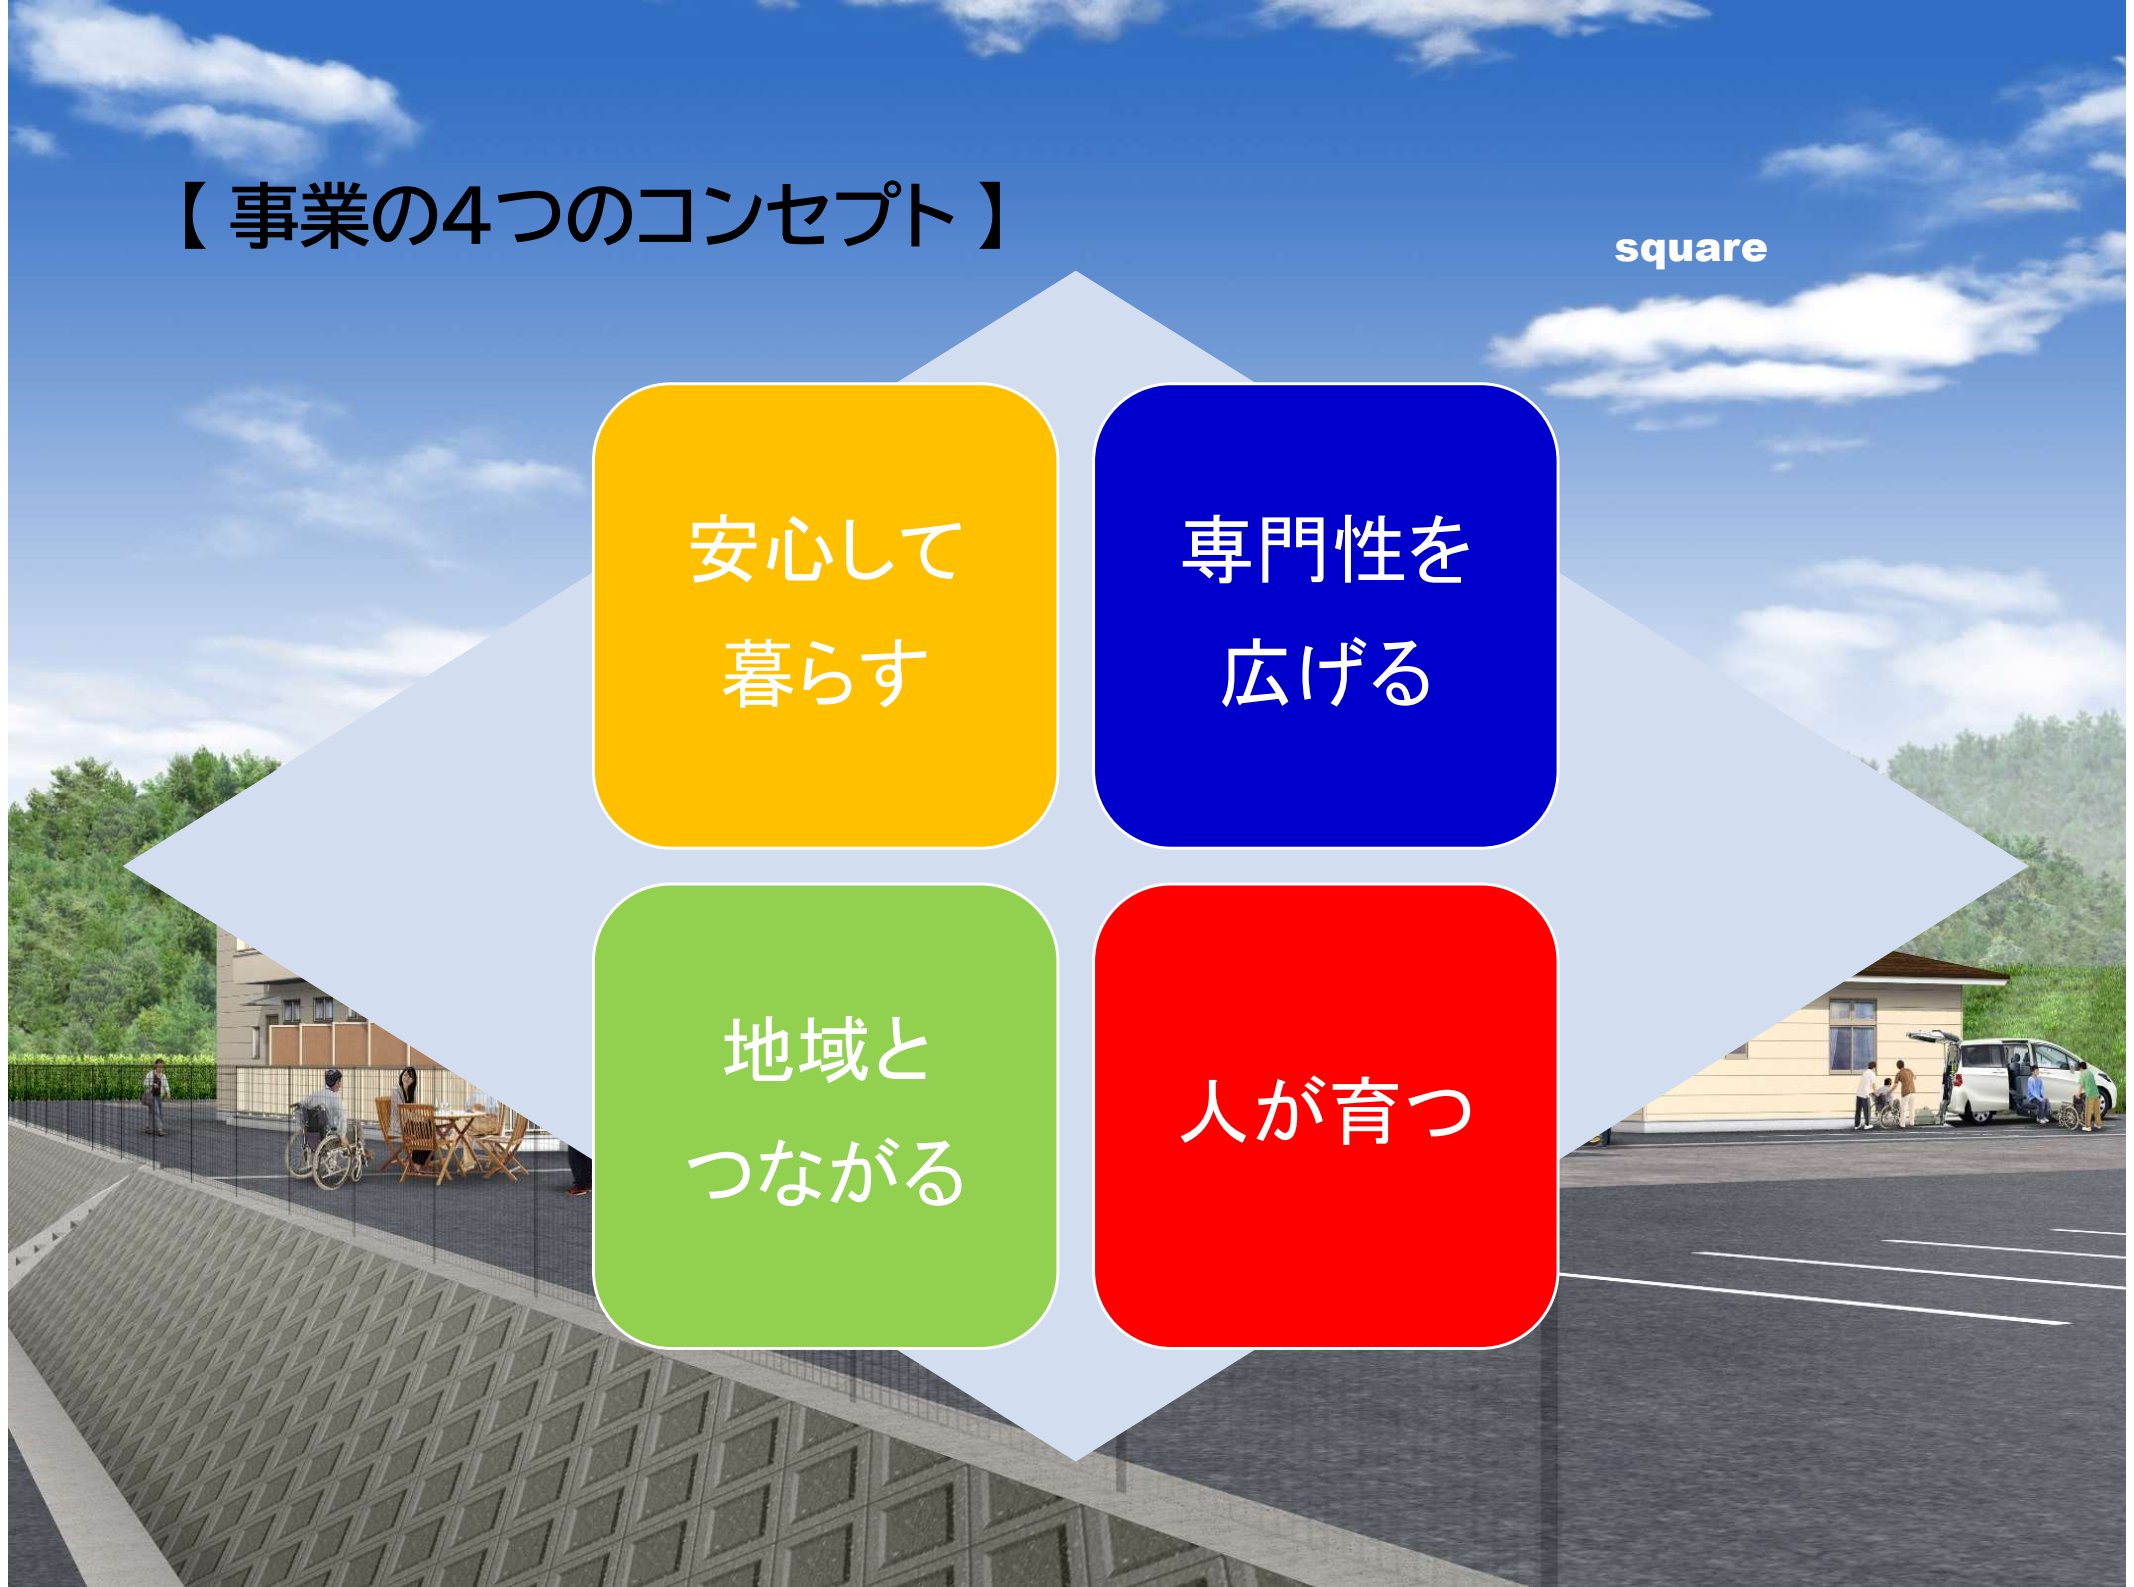 【 事業の4つのコンセプト 】
square
安心して
暮らす
専門性を
広げる
地域と
つながる
人が育つ